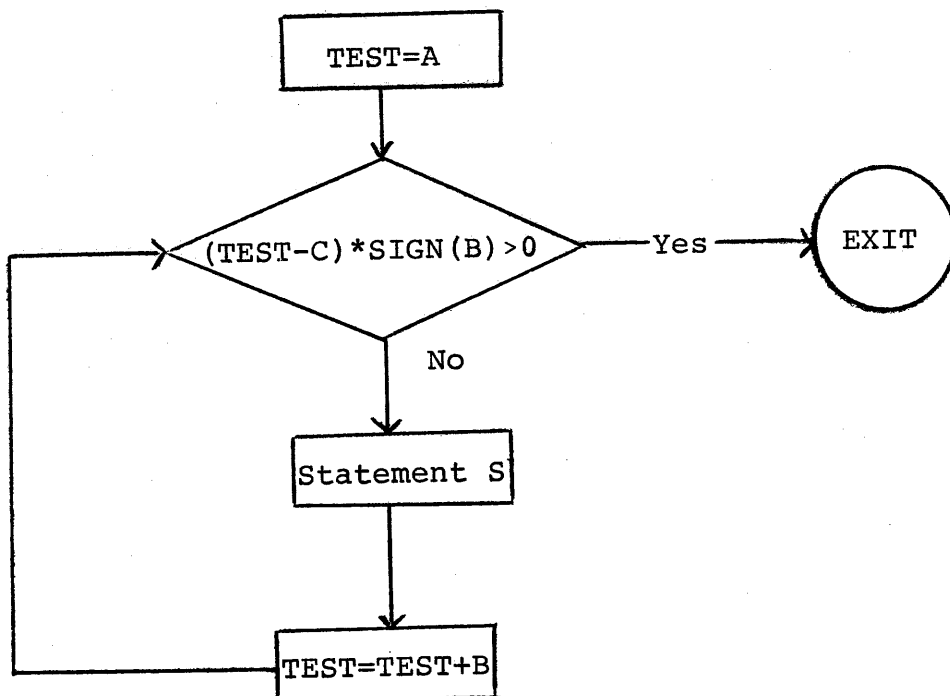 TEST=A
(TEST-C)*SIGN(B)>0
Yes
EXIT
No
Statement S
TEST=TEST+B